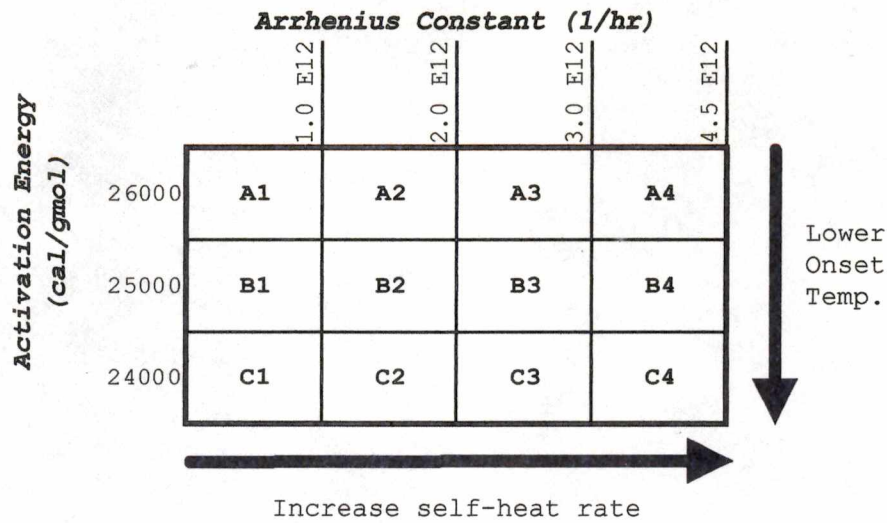 Arrhenius Constant (1/hr)
1.0 E12
2.0 E12
3.0 E12
4.5 E12
Activation Energy
(cal/gmol)
26000 A1 A2 A3 A4
25000 B1 B2 B3 B4
24000 C1 C2 C3 C4
Lower
Onset
Temp.
Increase self-heat rate